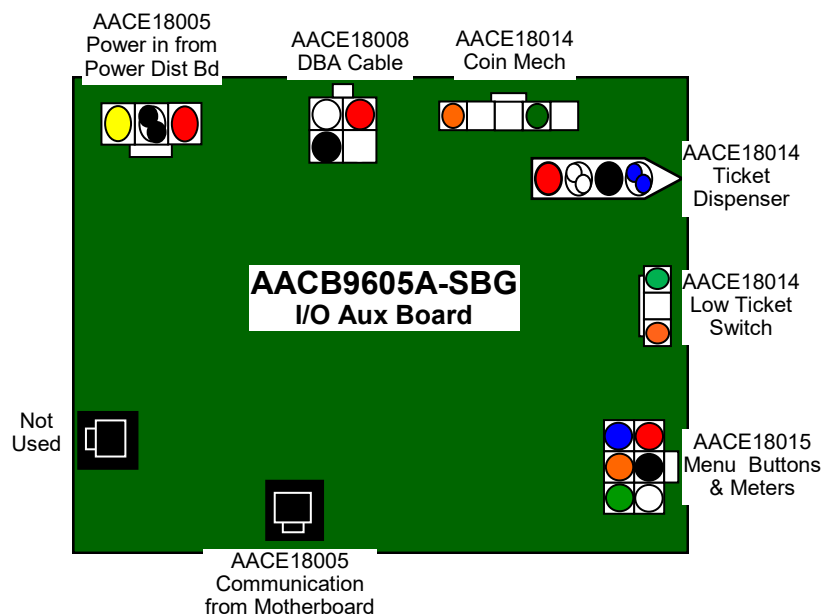 AACE18005
Power in from
Power Dist Bd
AACE18008
DBA Cable
AACE18014
Coin Mech
AACE18014
Ticket
Dispenser
AACB9605A-SBG
I/O Aux Board
AACE18014
Low Ticket
Switch
Not
Used
AACE18015
Menu Buttons
& Meters
AACE18005
Communication
from Motherboard